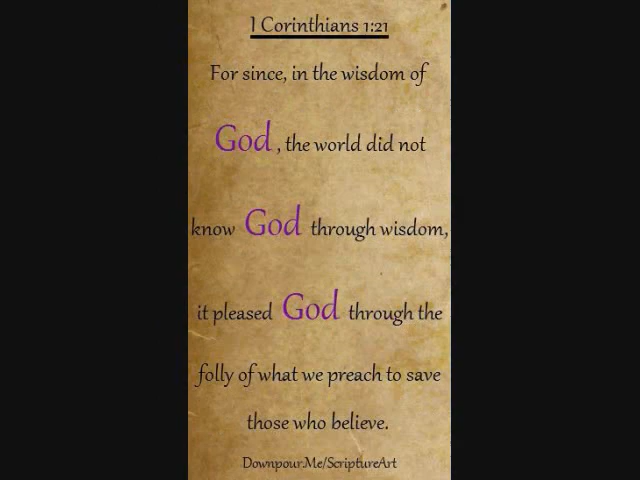 1 Corinthians 1:21
For since, in the wisdom of
God, the world did not
know God through wisdom,
it pleased God through the
folly of what we preach to save
those who believe.
Downpour.Me/ScriptureArt